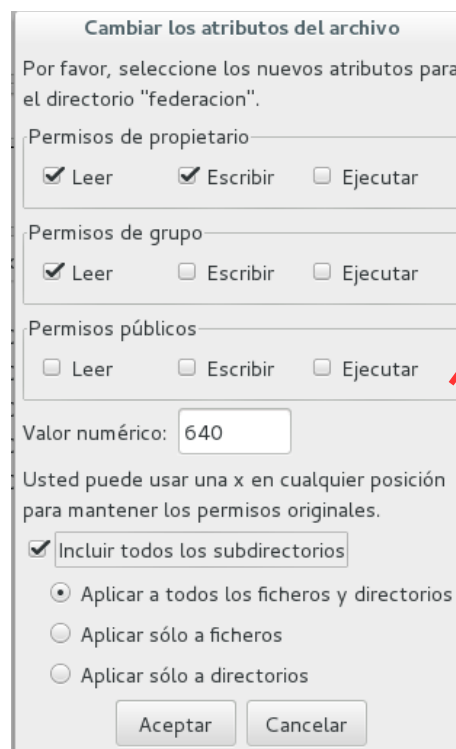 Cambiar los atributos del archivo
Por favor, seleccione los nuevos atributos para
el directorio "federacion".
Permisos de propietario
Leer Escribir Ejecutar
Permisos de grupo
Leer Escribir Ejecutar
Permisos públicos
Leer Escribir Ejecutar
Valor numérico: 640
Usted puede usar una x en cualquier posición
para mantener los permisos originales.
Incluir todos los subdirectorios
Aplicar a todos los ficheros y directorios
Aplicar sólo a ficheros
Aplicar sólo a directorios
Aceptar Cancelar